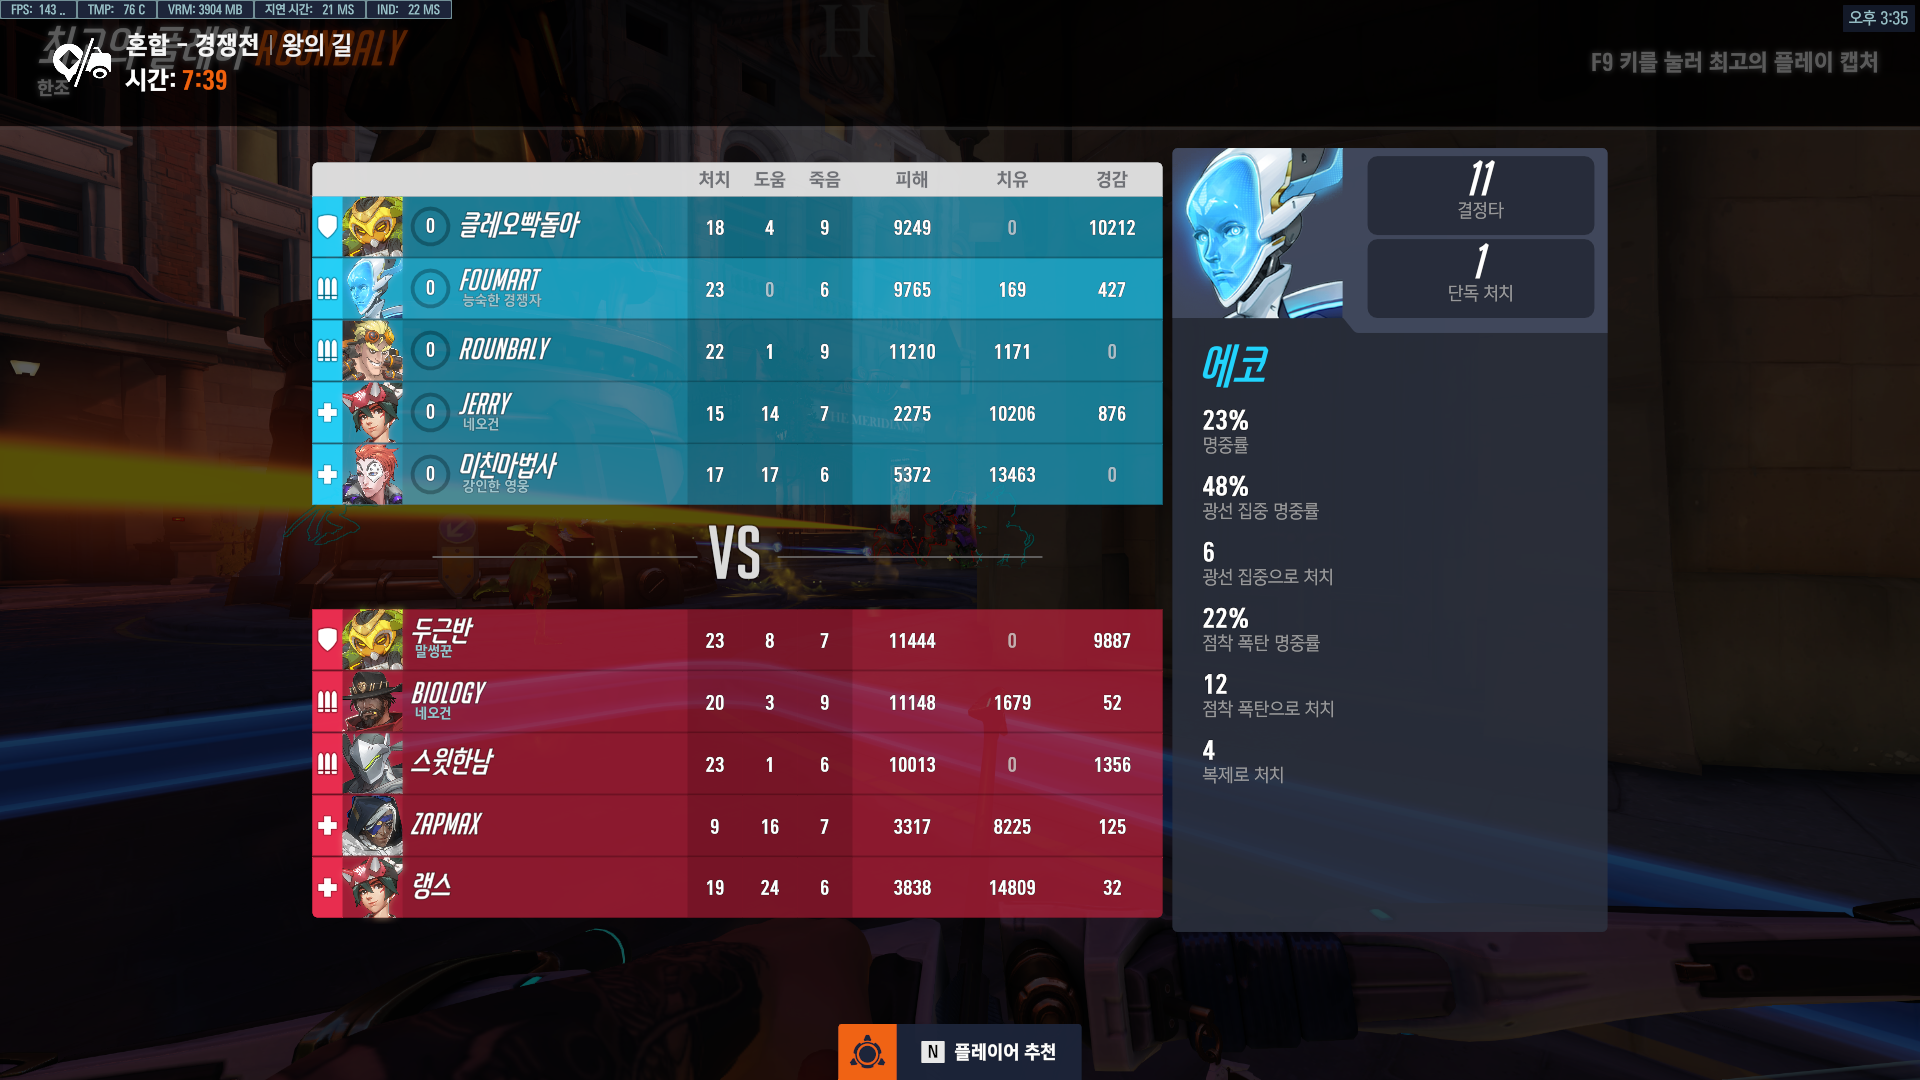 FPS: 143 .. TMP: 76 C VRM: 3904 MB 지연 시간: 21 MS IND: 22 MS
오후 3:35
최고의 플레이 ROUNBALY
한조
혼합 - 경쟁전 | 왕의 길
시간: 7:39
F9 키를 눌러 최고의 플레이 캡처
처치 도움 죽음 피해 치유 경감
0 클레오빡돌아 18 4 9 9249 0 10212
0 FOUMART 23 0 6 9765 169 427
능숙한 경쟁자
0 ROUNBALY 22 1 9 11210 1171 0
0 JERRY 15 14 7 2275 10206 876
네오건
0 미친마법사 17 17 6 5372 13463 0
강인한 영웅
VS
두근반 23 8 7 11444 0 9887
말썽꾼
BIOLOGY 20 3 9 11148 1679 52
네오건
스윗한남 23 1 6 10013 0 1356
ZAPMAX 9 16 7 3317 8225 125
랭스 19 24 6 3838 14809 32
11
결정타
1
단독 처치
에코
23%
명중률
48%
광선 집중 명중률
6
광선 집중으로 처치
22%
점착 폭탄 명중률
12
점착 폭탄으로 처치
4
복제로 처치
N 플레이어 추천